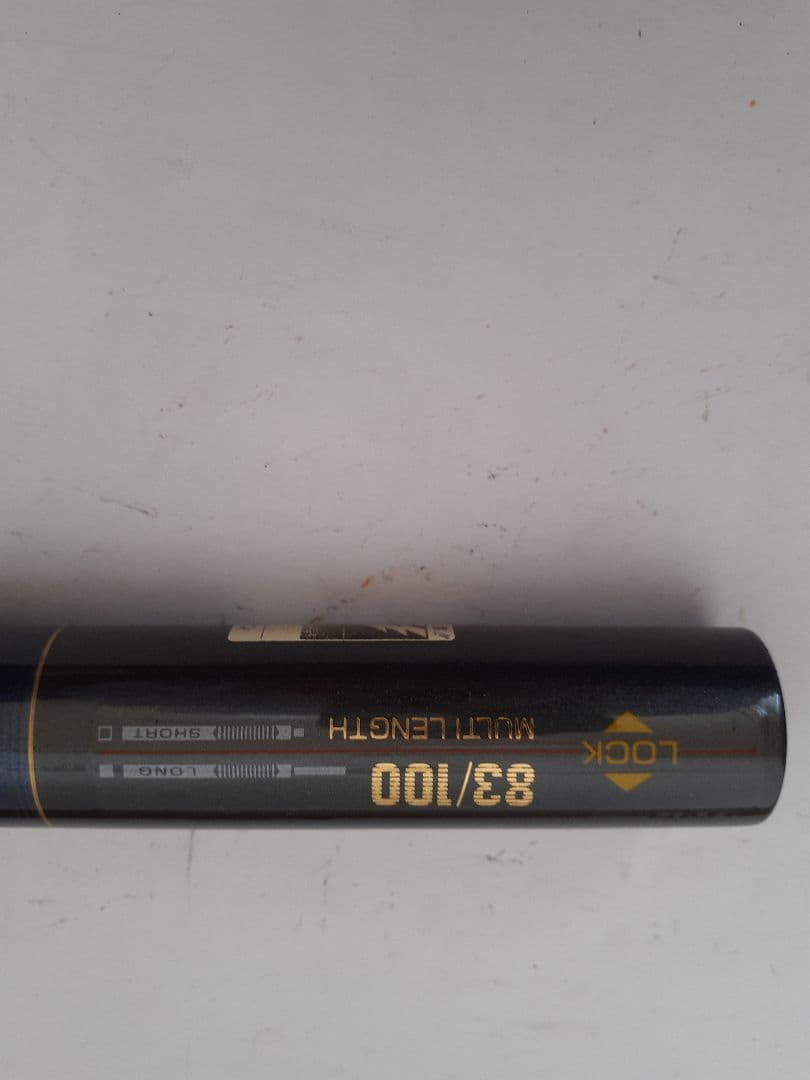 LOCK
83/100
MULTI LENGTH
LONG
SHORT